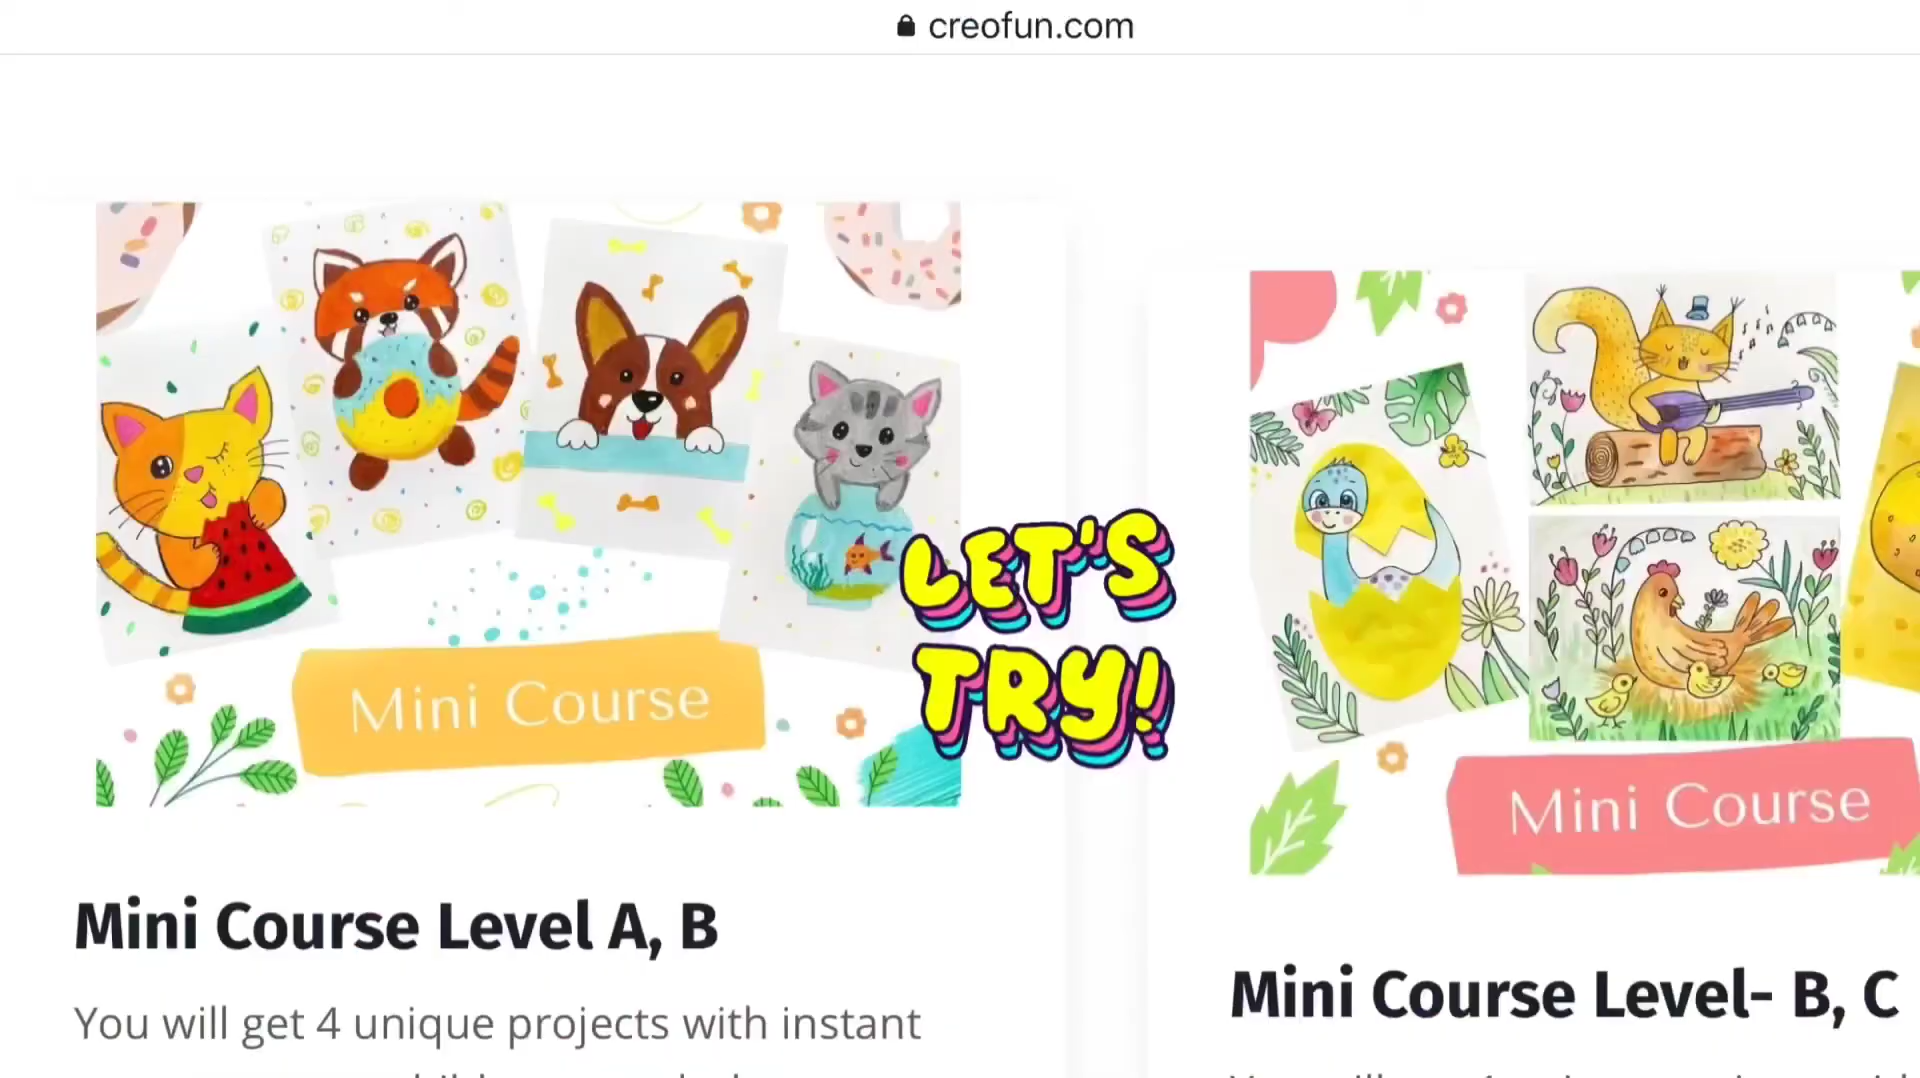 creofun.com
LET'S
TRY!
Mini Course
Mini Course
Mini Course Level A, B
Mini Course Level- B, C
You will get 4 unique projects with instant